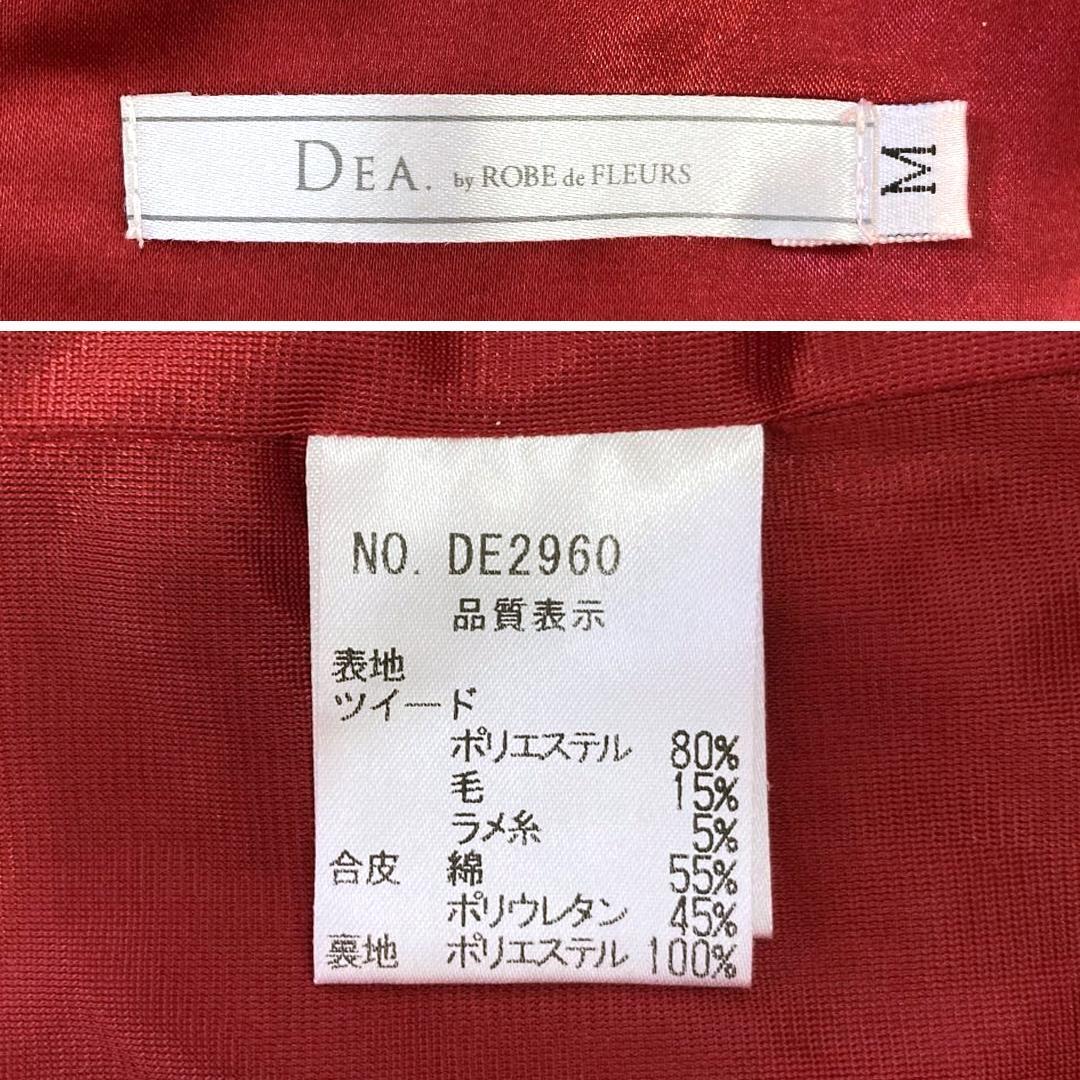 DEA. by ROBE de FLEURS
M
NO. DE2960
品質表示
表地
ツイード
ポリエステル 80%
毛 15%
ラメ糸 5%
合皮 綿 55%
ポリウレタン 45%
裏地 ポリエステル 100%